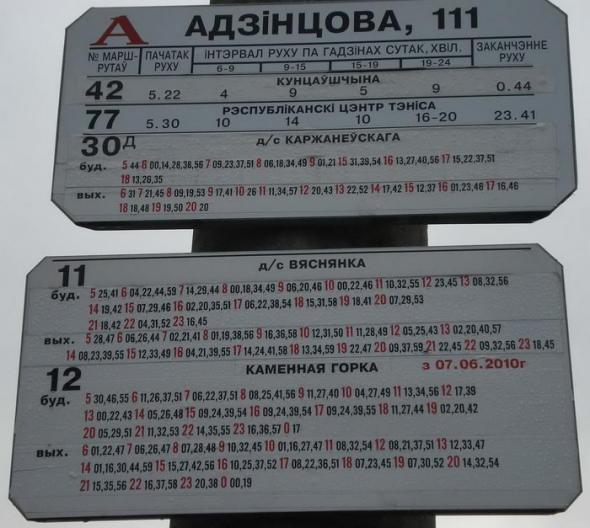 А АДЗІНЦОВА, 111
№ МАРШ-РУТАЎ ПАЧАТАК РУХУ ІНТЭРВАЛ РУХУ ПА ГАДЗІНАХ СУТАК, ХВІЛ. ЗАКАНЧЭННЕ РУХУ
6-9 9-15 15-19 19-24
КУНЦАЎШЧЫНА
42 5.22 4 9 5 9 0.44
РЭСПУБЛІКАНСКІ ЦЭНТР ТЭНІСА
77 5.30 10 14 10 16-20 23.41
30Д д/с КАРЖАНЕЎСКАГА
буд. 5 44 6 00,14,28,38,56 7 09,23,37,51 8 06,18,34,49 9 01,21 15 31,39,54 16 13,27,40,56 17 15,22,37,51
18 13,26,35
вых. 6 31 7 21,45 8 09,19,53 9 17,41 10 26 11 11,34,57 12 20,43 13 22,52 14 17,42 15 12,37 16 01,23,46 17 16,46
18 18,48 19 19,50 20 20
11 д/с ВЯСНЯНКА
буд. 5 25,41 6 04,22,44,59 7 14,29,44 8 00,18,34,49 9 06,20,46 10 00,22,46 11 10,32,55 12 23,45 13 08,32,56
14 19,42 15 07,29,46 16 02,20,35,51 17 06,22,38,54 18 15,31,58 19 18,41 20 07,29,53
21 18,42 22 04,31,52 23 16,45
вых. 5 28,47 6 06,26,44 7 02,21,41 8 01,19,38,56 9 16,36,58 10 12,31,50 11 11,28,49 12 05,25,43 13 02,20,40,57
14 08,23,39,55 15 12,33,49 16 04,21,39,55 17 14,24,41,58 18 13,34,59 19 22,47 20 09,37,59 21 22,45 22 09,32,56 23 18,45
12 КАМЕННАЯ ГОРКА з 07.06.2010г
буд. 5 30,46,55 6 11,26,37,51 7 06,22,37,51 8 08,25,41,56 9 11,27,40 10 04,27,49 11 13,34,56 12 17,39
13 00,22,43 14 05,26,48 15 09,24,39,54 16 09,24,39,54 17 09,24,39,55 18 11,27,44 19 02,20,42
20 05,29,51 21 11,32,53 22 14,35,55 23 16,36,57 0 17
вых. 6 01,22,47 7 06,26,47 8 07,28,48 9 10,32,45 10 01,16,27,47 11 08,32,54 12 08,21,37,51 13 12,33,47
14 01,16,30,44,59 15 15,27,42,56 16 10,25,37,52 17 08,22,36,51 18 07,23,45 19 07,30,52 20 14,32,54
21 15,35,56 22 16,37,58 23 20,38 0 00,19